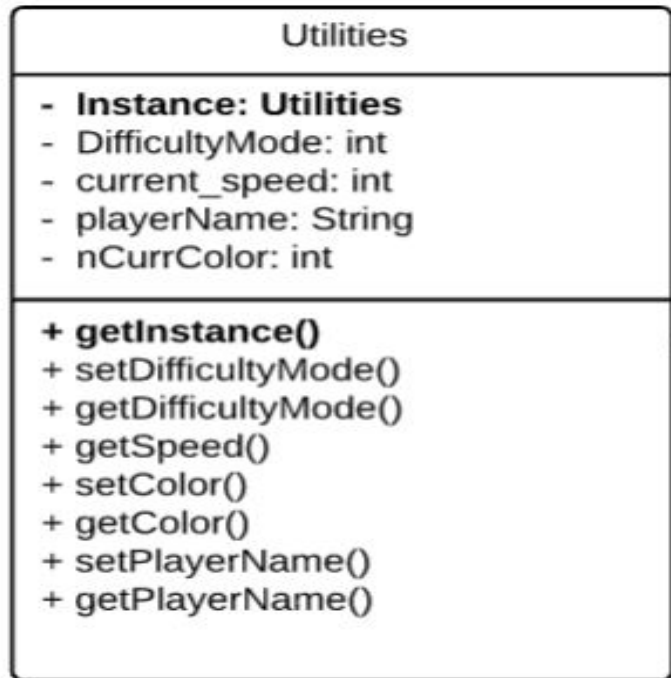 Utilities
- Instance: Utilities
- DifficultyMode: int
- current_speed: int
- playerName: String
- nCurrColor: int
+ getInstance()
+ setDifficultyMode()
+ getDifficultyMode()
+ getSpeed()
+ setColor()
+ getColor()
+ setPlayerName()
+ getPlayerName()